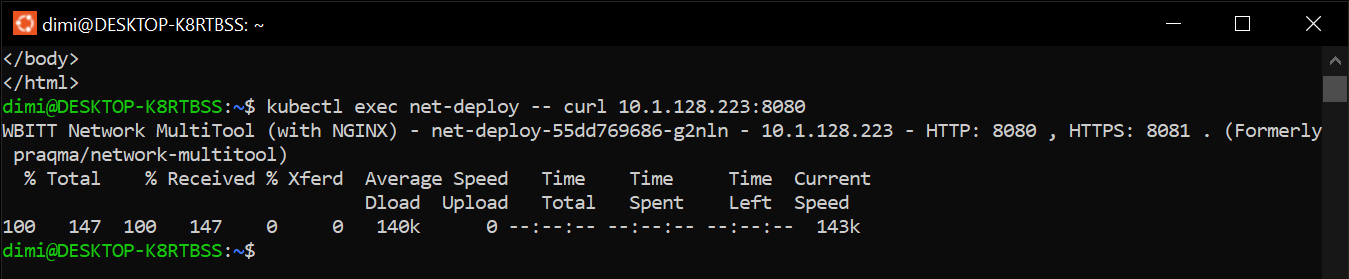 dimi@DESKTOP-K8RTBSS: ~
</body>
</html>
dimi@DESKTOP-K8RTBSS:~$ kubectl exec net-deploy -- curl 10.1.128.223:8080
WBITT Network MultiTool (with NGINX) - net-deploy-55dd769686-g2nln - 10.1.128.223 - HTTP: 8080 , HTTPS: 8081 . (Formerly
 praqma/network-multitool)
  % Total    % Received % Xferd  Average Speed   Time    Time     Time  Current
                                 Dload  Upload   Total   Spent    Left  Speed
100   147  100   147    0     0   140k      0 --:--:-- --:--:-- --:--:--  143k
dimi@DESKTOP-K8RTBSS:~$